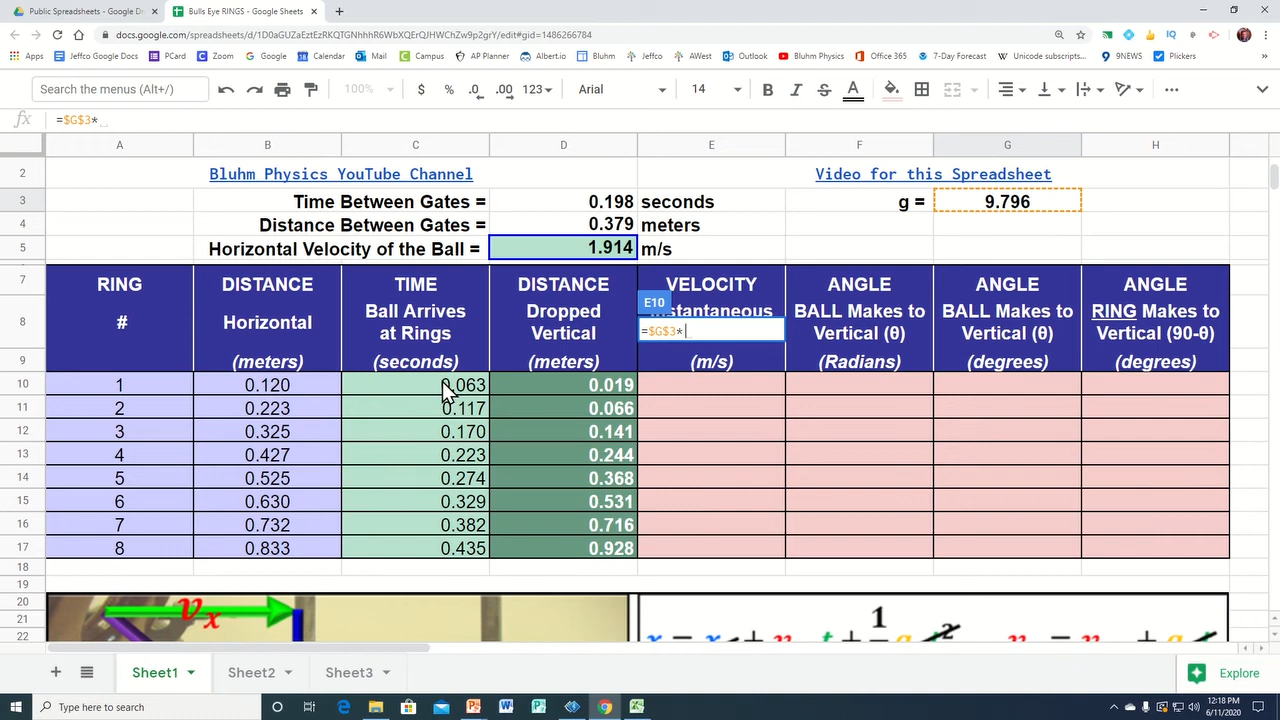 Public Spreadsheets - Google Dr
Bulls Eye RINGS - Google Sheets
docs.google.com/spreadsheets/d/1D0aGUZaEztEzRKQTGNhhhR6WbXQErQJHWChZw9p2grY/edit#gid=1486266784
Apps Jeffco Google Docs PCard Zoom Google Calendar Mail Campus AP Planner Albert.io Bluhm Jeffco AWest Outlook Bluhm Physics Office 365 7-Day Forecast Unicode subscripts... 9NEWS Plickers »
Search the menus (Alt+/) 100% $ % .0 .00 123 Arial 14 B I S A ...
fx =$G$3*
A B C D E F G H
2 Bluhm Physics YouTube Channel Video for this Spreadsheet
3 Time Between Gates = 0.198 seconds g = 9.796
4 Distance Between Gates = 0.379 meters
5 Horizontal Velocity of the Ball = 1.914 m/s
7 RING DISTANCE TIME DISTANCE VELOCITY ANGLE ANGLE ANGLE
E10
Ball Arrives Dropped BALL Makes to BALL Makes to RING Makes to
8 # Horizontal at Rings Vertical =$G$3* Vertical (θ) Vertical (θ) Vertical (90-θ)
9 (meters) (seconds) (meters) (m/s) (Radians) (degrees) (degrees)
10 1 0.120 0.063 0.019
11 2 0.223 0.117 0.066
12 3 0.325 0.170 0.141
13 4 0.427 0.223 0.244
14 5 0.525 0.274 0.368
15 6 0.630 0.329 0.531
16 7 0.732 0.382 0.716
17 8 0.833 0.435 0.928
18
19
20
21
22
vx
1
Sheet1 Sheet2 Sheet3 Explore
Type here to search
12:18 PM
6/11/2020